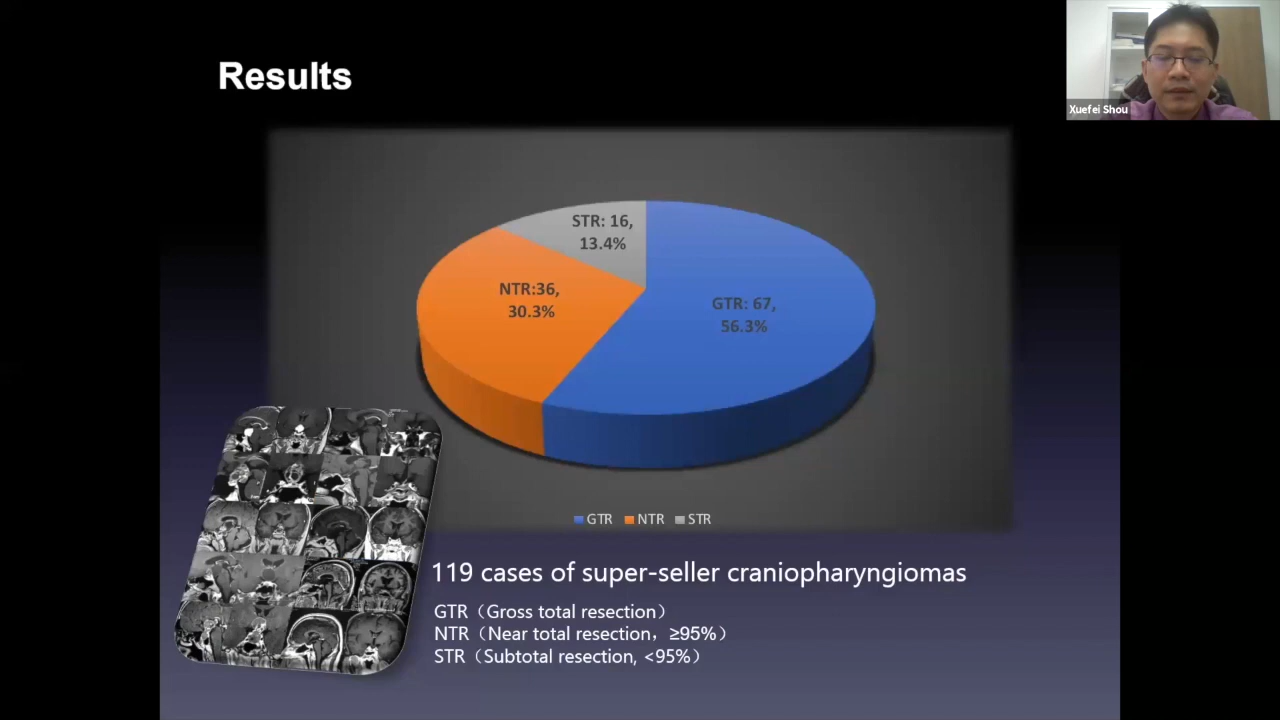 Results
Xuefei Shou
STR: 16,
13.4%
NTR:36,
30.3%
GTR: 67,
56.3%
GTR NTR STR
119 cases of super-seller craniopharyngiomas
GTR（Gross total resection）
NTR（Near total resection，≥95%）
STR（Subtotal resection, <95%）